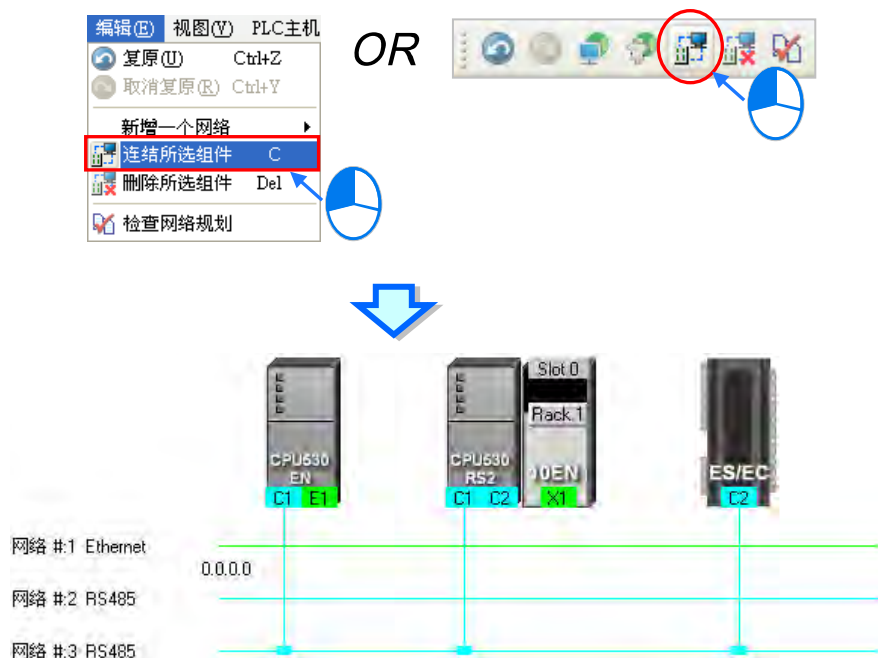 编辑(E) 视图(V) PLC主机
复原(U) Ctrl+Z
取消复原(R) Ctrl+Y
新增一个网络
连结所选组件 C
删除所选组件 Del
检查网络规划
OR
Slot 0
Rack 1
CPU530
EN
C1 E1
CPU530
RS2
C1 C2
10EN
X1
ES/EC
C2
网络 #:1 Ethernet
0.0.0.0
网络 #:2 RS485
网络 #:3 RS485